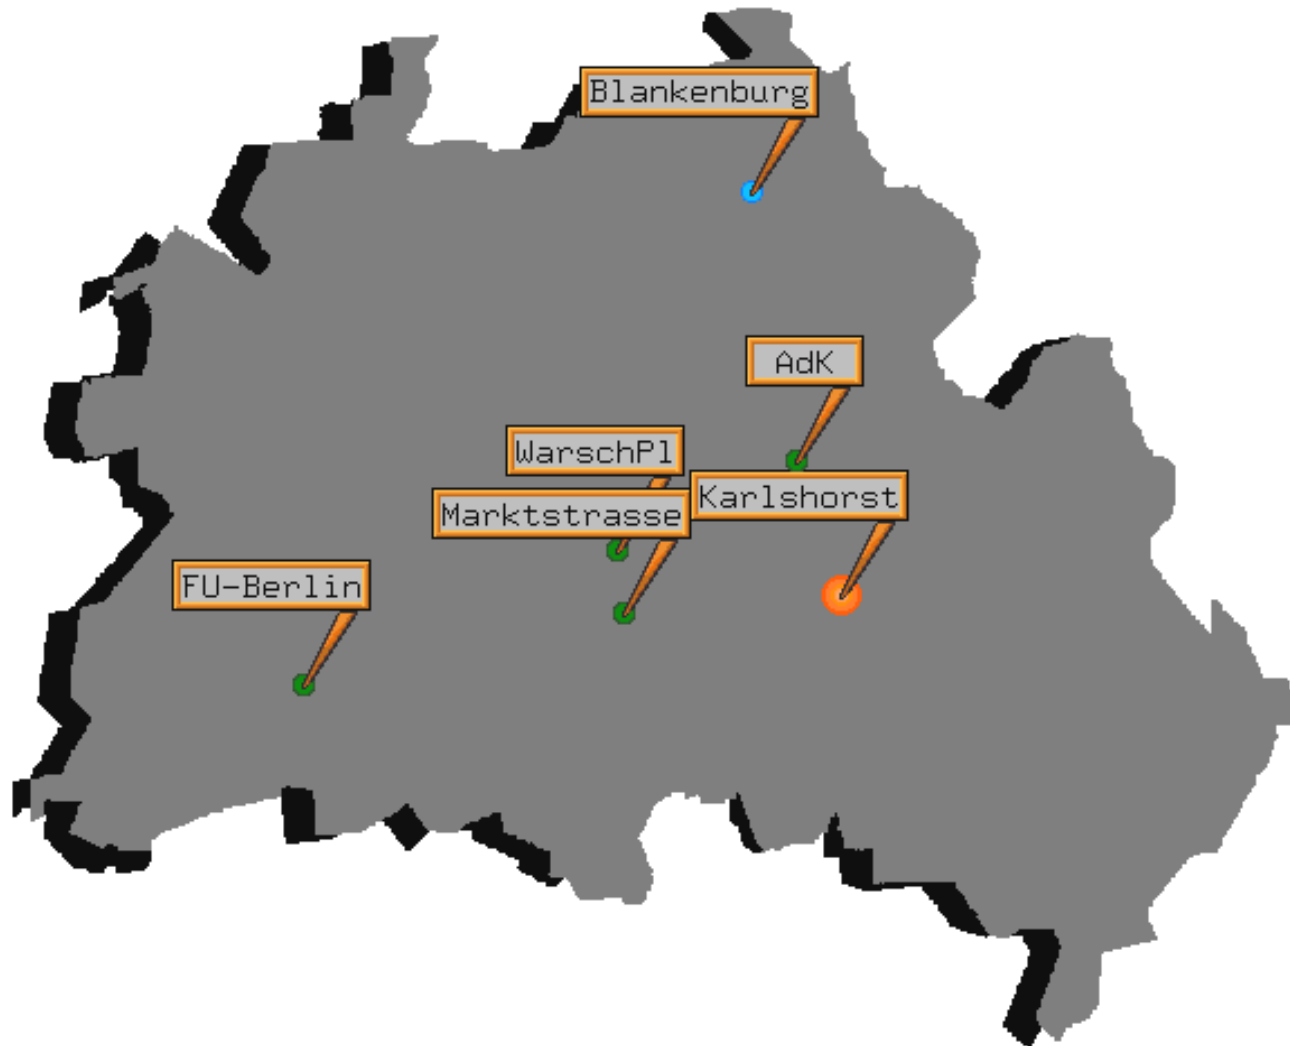 Blankenburg
AdK
WarschPl
Karlshorst
Marktstrasse
FU-Berlin